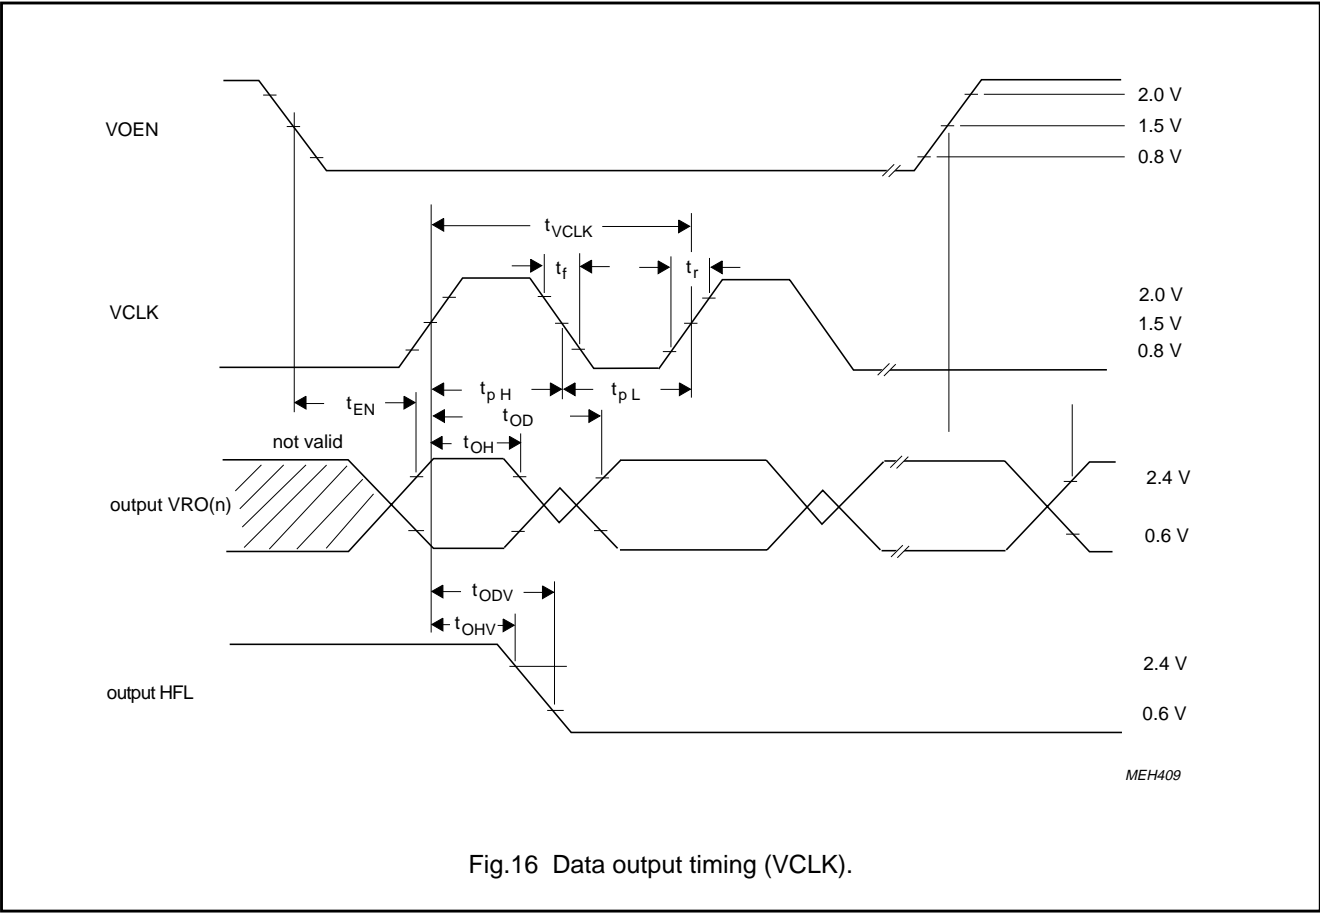 2.0 V
VOEN
1.5 V
0.8 V
tVCLK
tf
tr
VCLK
2.0 V
1.5 V
0.8 V
tp H
tp L
tEN
tOD
not valid
tOH
output VRO(n)
2.4 V
0.6 V
tODV
tOHV
output HFL
2.4 V
0.6 V
MEH409
Fig.16 Data output timing (VCLK).